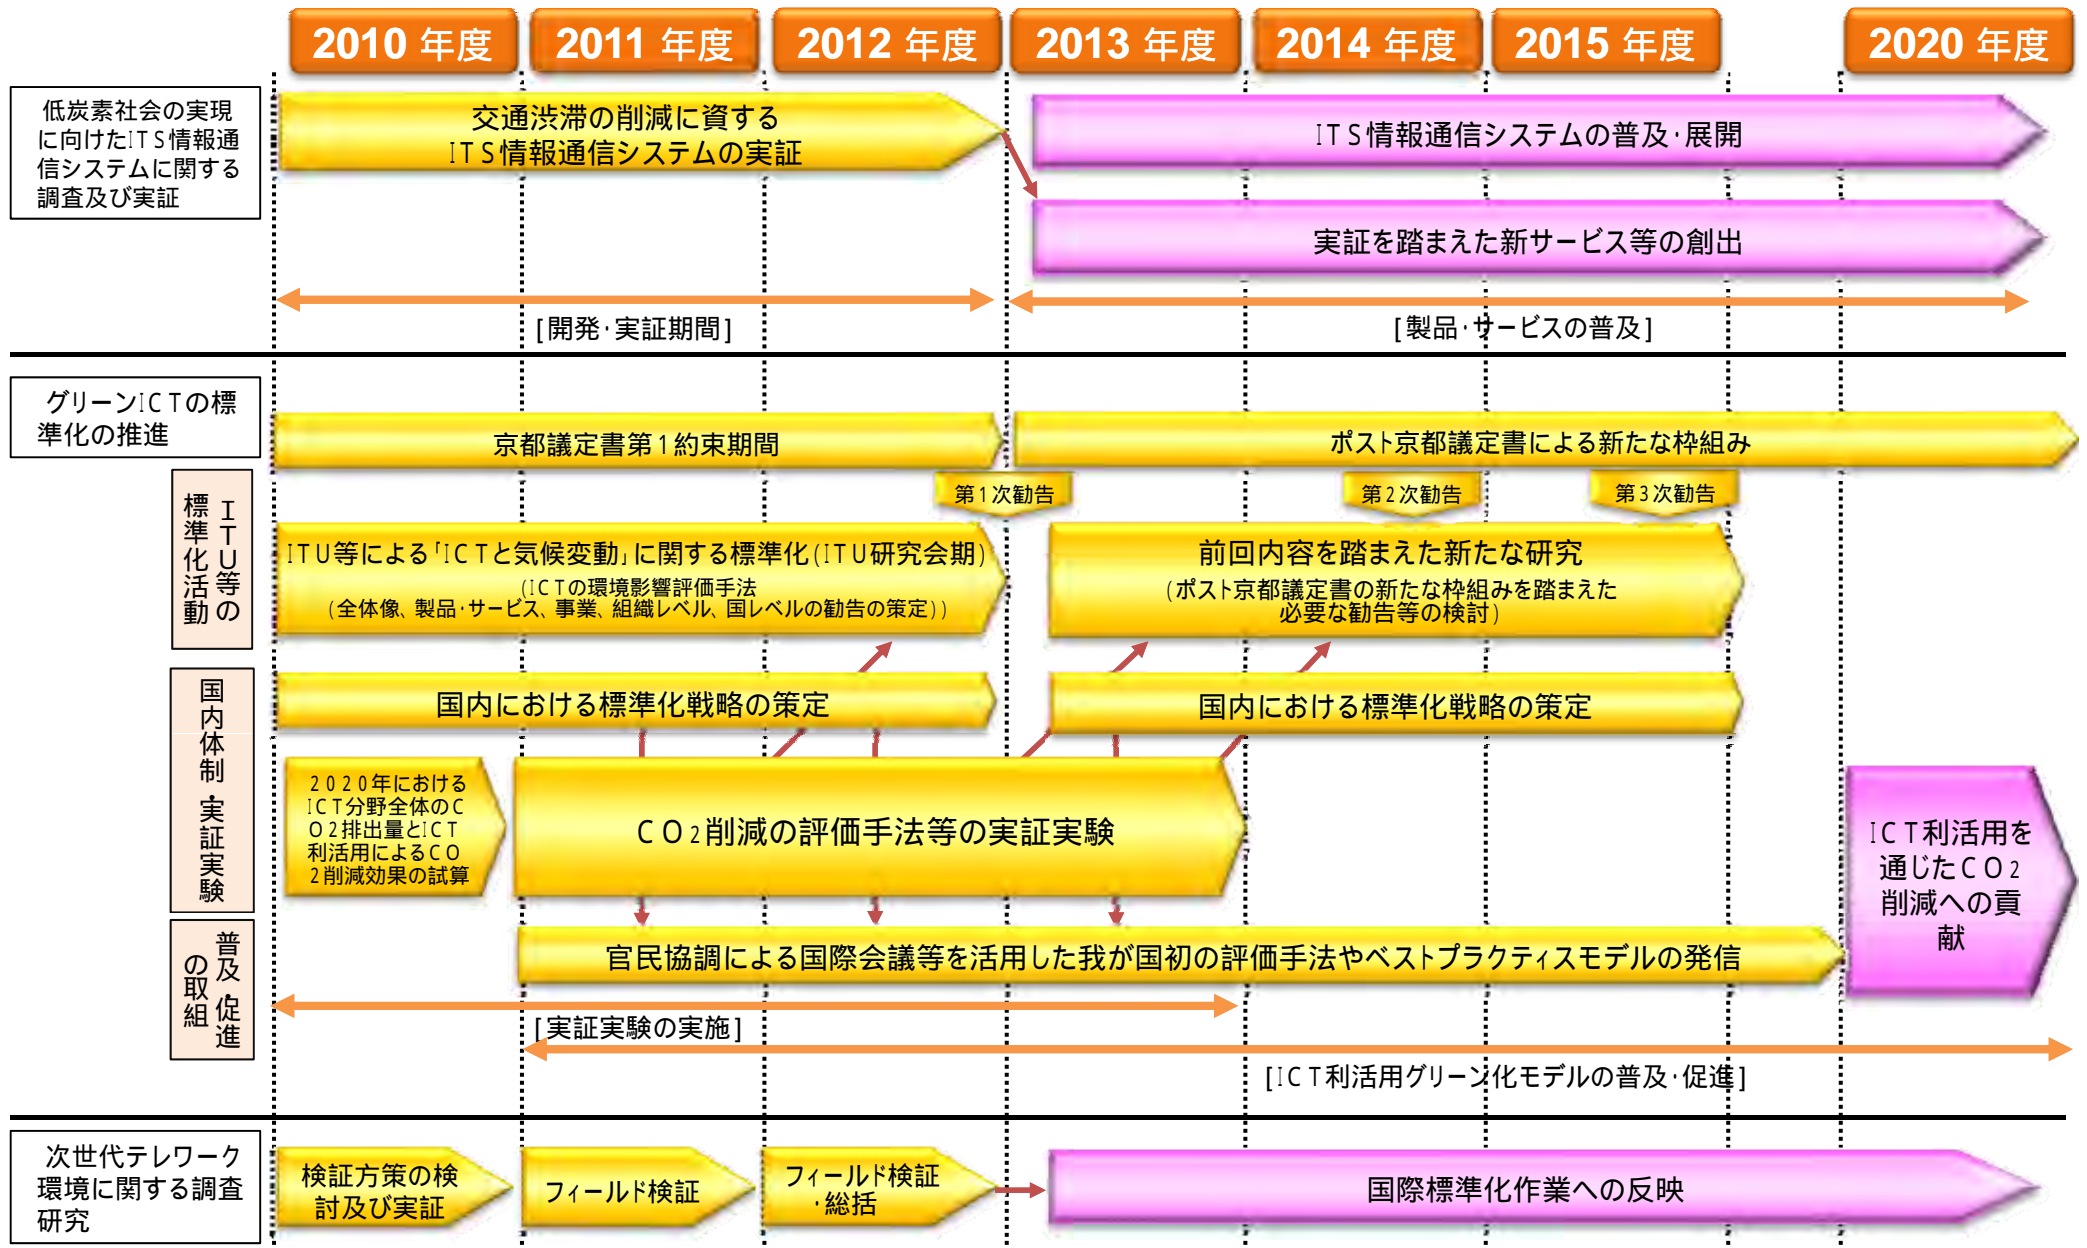 2010 年度
2011 年度
2012 年度
2013 年度
2014 年度
2015 年度
2020 年度
低炭素社会の実現
に向けたITS情報通
信システムに関する
調査及び実証
交通渋滞の削減に資する
ITS情報通信システムの実証
ITS情報通信システムの普及・展開
実証を踏まえた新サービス等の創出
[開発・実証期間]
[製品・サービスの普及]
グリーンICTの標
準化の推進
京都議定書第1約束期間
ポスト京都議定書による新たな枠組み
第1次勧告
第2次勧告
第3次勧告
ITU等の
標準化活動
ITU等による「ICTと気候変動」に関する標準化(ITU研究会期)
(ICTの環境影響評価手法
(全体像、製品・サービス、事業、組織レベル、国レベルの勧告の策定))
前回内容を踏まえた新たな研究
(ポスト京都議定書の新たな枠組みを踏まえた
必要な勧告等の検討)
国内体制・実証実験
国内における標準化戦略の策定
国内における標準化戦略の策定
2020年における
ICT分野全体のC
O2排出量とICT
利活用によるCO
2削減効果の試算
CO2削減の評価手法等の実証実験
ICT利活用を
通じたCO2
削減への貢
献
普及・促進
の取組
官民協調による国際会議等を活用した我が国初の評価手法やベストプラクティスモデルの発信
[実証実験の実施]
[ICT利活用グリーン化モデルの普及・促進]
次世代テレワーク
環境に関する調査
研究
検証方策の検
討及び実証
フィールド検証
フィールド検証
・総括
国際標準化作業への反映